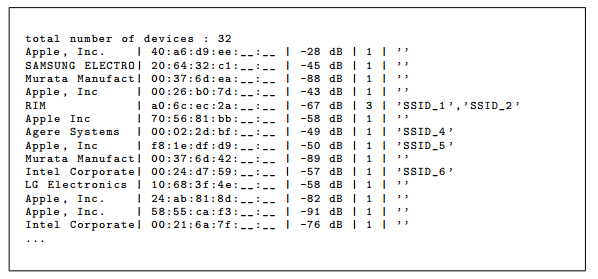 total number of devices : 32
Apple, Inc.    | 40:a6:d9:ee:__:__ | -28 dB | 1 | ''
SAMSUNG ELECTRO| 20:64:32:c1:__:__ | -45 dB | 1 | ''
Murata Manufact| 00:37:6d:ea:__:__ | -88 dB | 1 | ''
Apple, Inc     | 00:26:b0:7d:__:__ | -43 dB | 1 | ''
RIM            | a0:6c:ec:2a:__:__ | -67 dB | 3 | 'SSID_1','SSID_2'
Apple Inc      | 70:56:81:bb:__:__ | -58 dB | 1 | ''
Agere Systems  | 00:02:2d:bf:__:__ | -49 dB | 1 | 'SSID_4'
Apple, Inc     | f8:1e:df:d9:__:__ | -50 dB | 1 | 'SSID_5'
Murata Manufact| 00:37:6d:42:__:__ | -89 dB | 1 | ''
Intel Corporate| 00:24:d7:59:__:__ | -57 dB | 1 | 'SSID_6'
LG Electronics | 10:68:3f:4e:__:__ | -58 dB | 1 | ''
Apple, Inc.    | 24:ab:81:8d:__:__ | -82 dB | 1 | ''
Apple, Inc.    | 58:55:ca:f3:__:__ | -91 dB | 1 | ''
Intel Corporate| 00:21:6a:7f:__:__ | -76 dB | 1 | ''
...